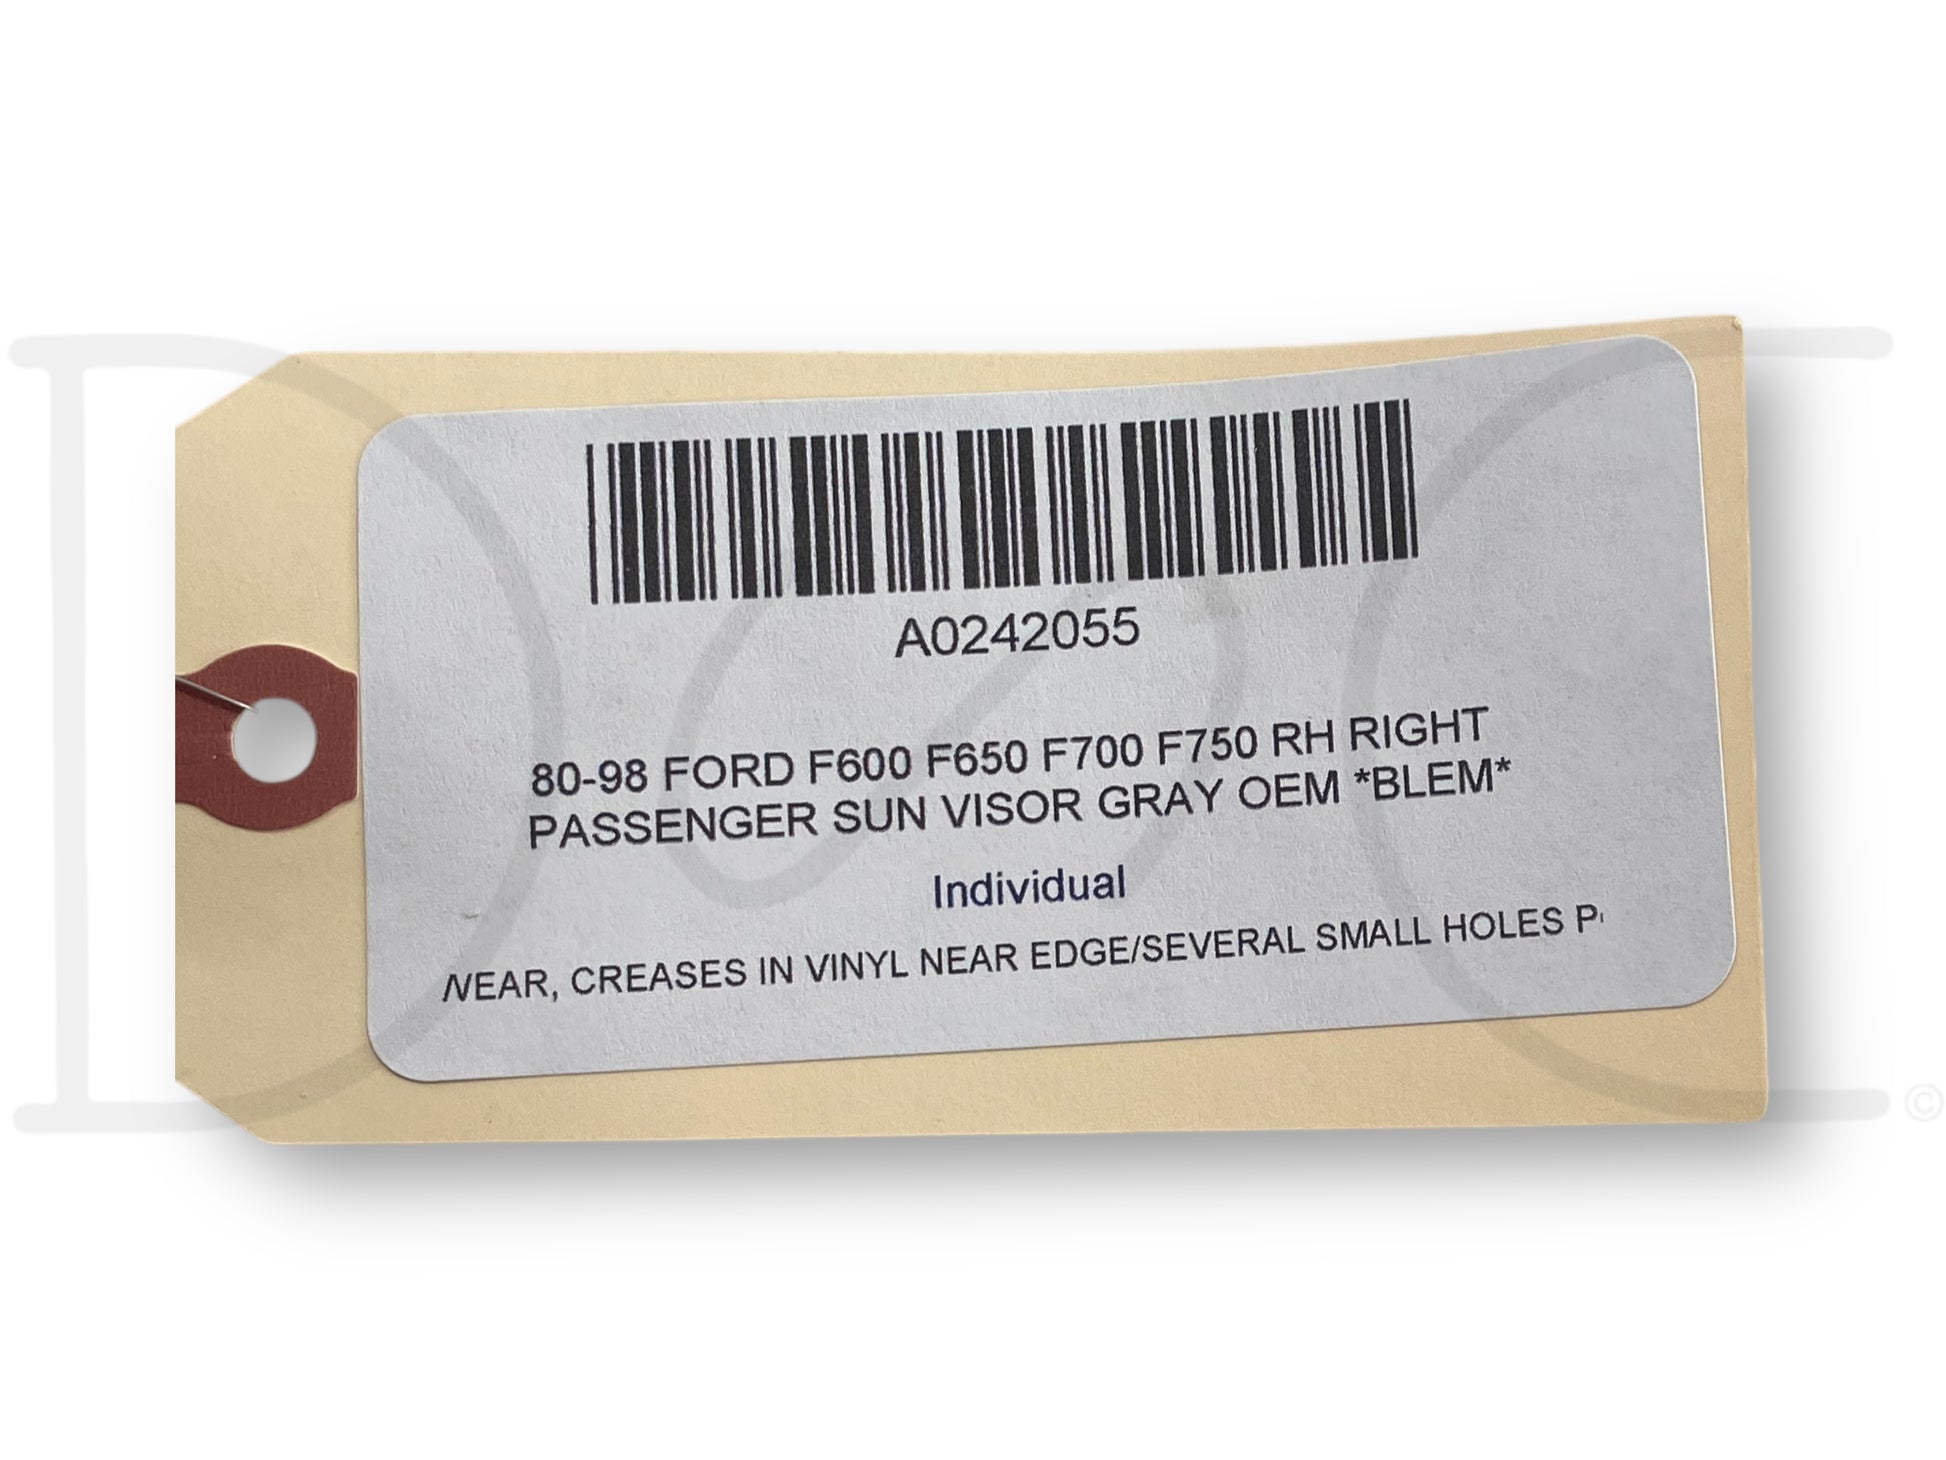 A0242055
80-98 FORD F600 F650 F700 F750 RH RIGHT
PASSENGER SUN VISOR GRAY OEM *BLEM*
Individual
WEAR, CREASES IN VINYL NEAR EDGE/SEVERAL SMALL HOLES
D C
©